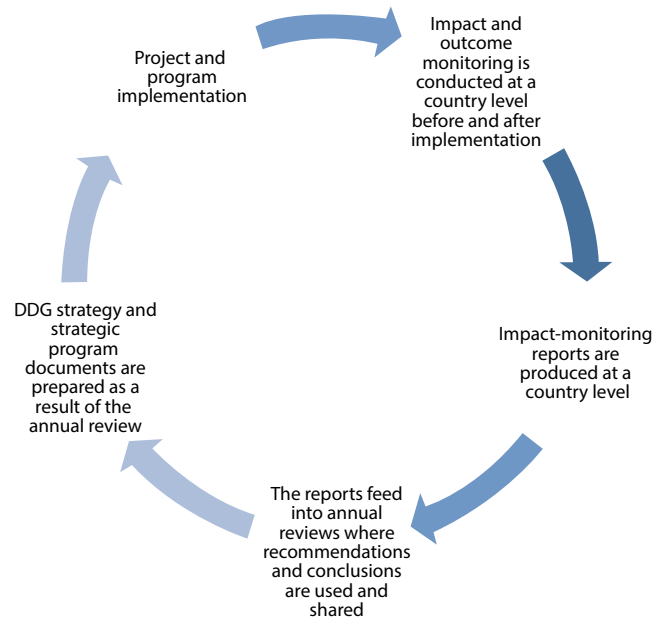 Project and
program
implementation
Impact and
outcome
monitoring is
conducted at a
country level
before and after
implementation
Impact-monitoring
reports are
produced at a
country level
The reports feed
into annual
reviews where
recommendations
and conclusions
are used and
shared
DDG strategy and
strategic
program
documents are
prepared as a
result of the
annual review